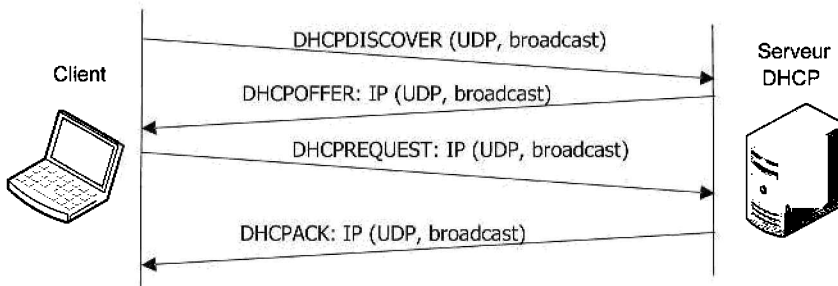 DHCPDISCOVER (UDP, broadcast)
Client
Serveur
DHCP
DHCPOFFER: IP (UDP, broadcast)
DHCPREQUEST: IP (UDP, broadcast)
DHCPACK: IP (UDP, broadcast)